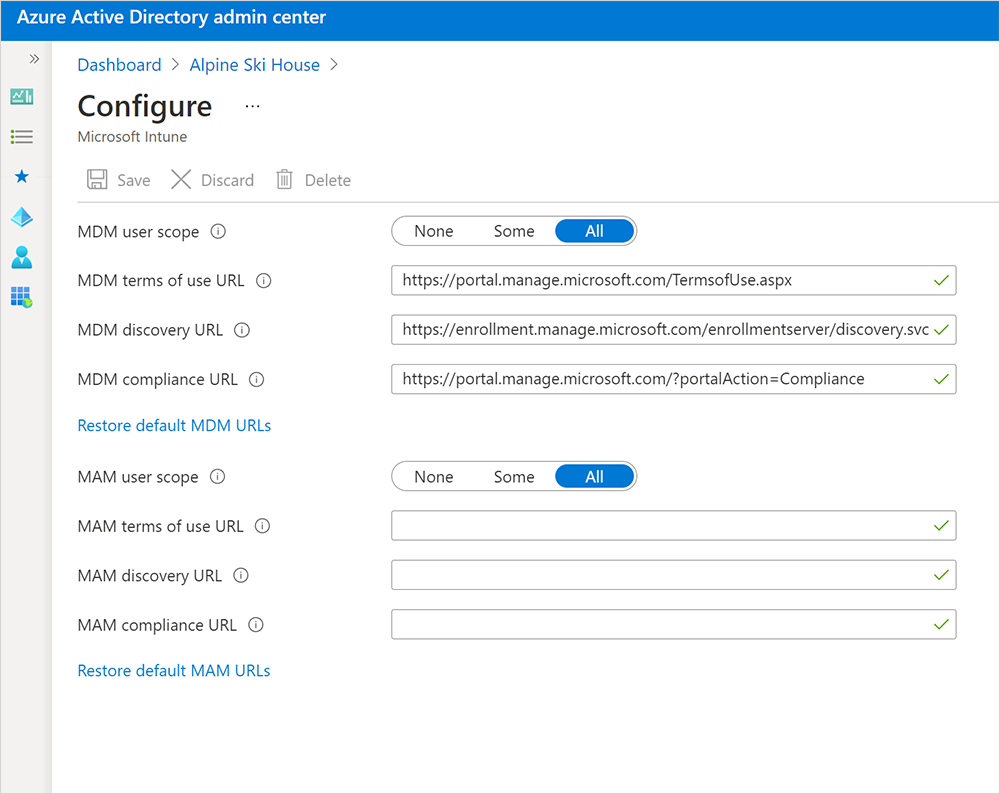 Azure Active Directory admin center
Dashboard > Alpine Ski House >
Configure ...
Microsoft Intune
Save Discard Delete
MDM user scope None Some All
MDM terms of use URL https://portal.manage.microsoft.com/TermsofUse.aspx
MDM discovery URL https://enrollment.manage.microsoft.com/enrollmentserver/discovery.svc
MDM compliance URL https://portal.manage.microsoft.com/?portalAction=Compliance
Restore default MDM URLs
MAM user scope None Some All
MAM terms of use URL
MAM discovery URL
MAM compliance URL
Restore default MAM URLs